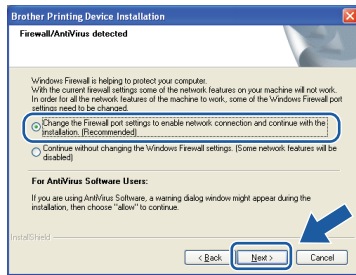 Brother Printing Device Installation
Firewall/AntiVirus detected
Windows Firewall is helping to protect your computer.
With the current firewall settings some of the network features on your machine will not work.
In order for all the network features of the machine to work, some of the Windows Firewall port
settings need to be changed.
Change the Firewall port settings to enable network connection and continue with the
installation. (Recommended)
Continue without changing the Windows Firewall settings. (Some network features will be
disabled)
For AntiVirus Software Users:
If you are using AntiVirus Software, a warning dialog window might appear during the
installation, then choose "allow" to continue.
InstallShield
< Back
Next >
Cancel